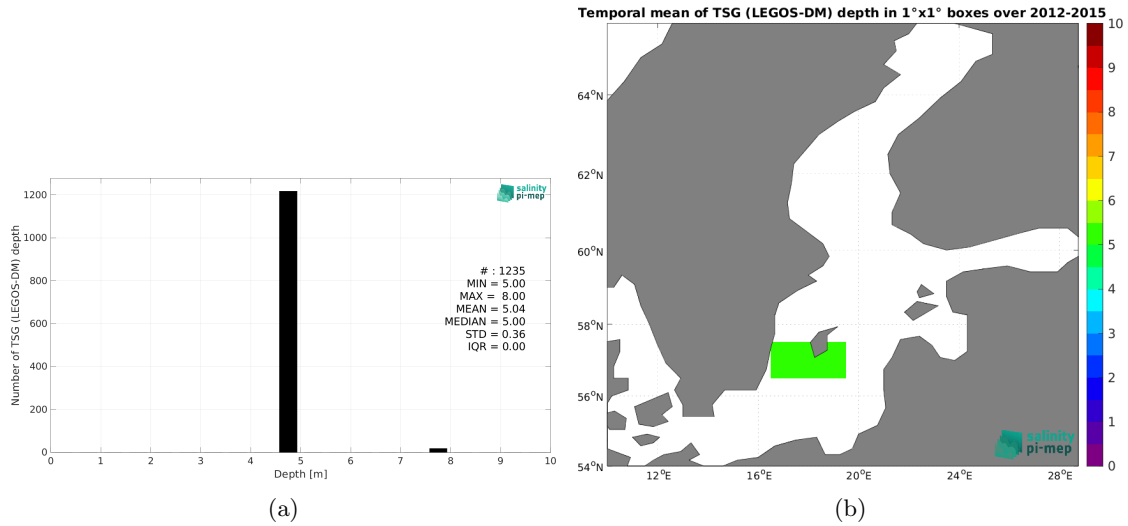 Temporal mean of TSG (LEGOS-DM) depth in 1°x1° boxes over 2012-2015
Number of TSG (LEGOS-DM) depth
1200
1000
800
600
400
200
0
salinity
pi-mep
# : 1235
MIN = 5.00
MAX = 8.00
MEAN = 5.04
MEDIAN = 5.00
STD = 0.36
IQR = 0.00
0 1 2 3 4 5 6 7 8 9 10
Depth [m]
(a)
64°N
62°N
60°N
58°N
56°N
54°N
12°E 16°E 20°E 24°E 28°E
salinity
pi-mep
10
9
8
7
6
5
4
3
2
1
0
(b)